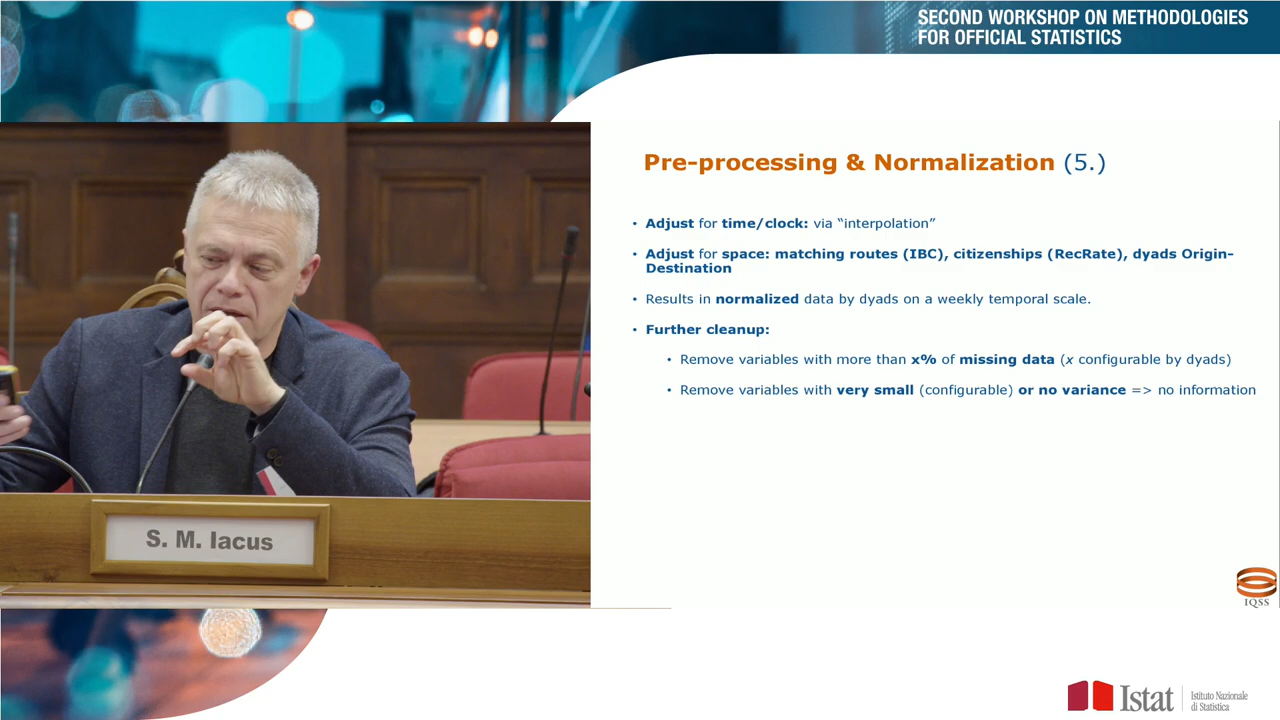 SECOND WORKSHOP ON METHODOLOGIES
FOR OFFICIAL STATISTICS
Pre-processing & Normalization (5.)
• Adjust for time/clock: via “interpolation”
• Adjust for space: matching routes (IBC), citizenships (RecRate), dyads Origin-
Destination
• Results in normalized data by dyads on a weekly temporal scale.
• Further cleanup:
• Remove variables with more than x% of missing data (x configurable by dyads)
• Remove variables with very small (configurable) or no variance => no information
S. M. Iacus
IQSS
Istat
Istituto Nazionale
di Statistica